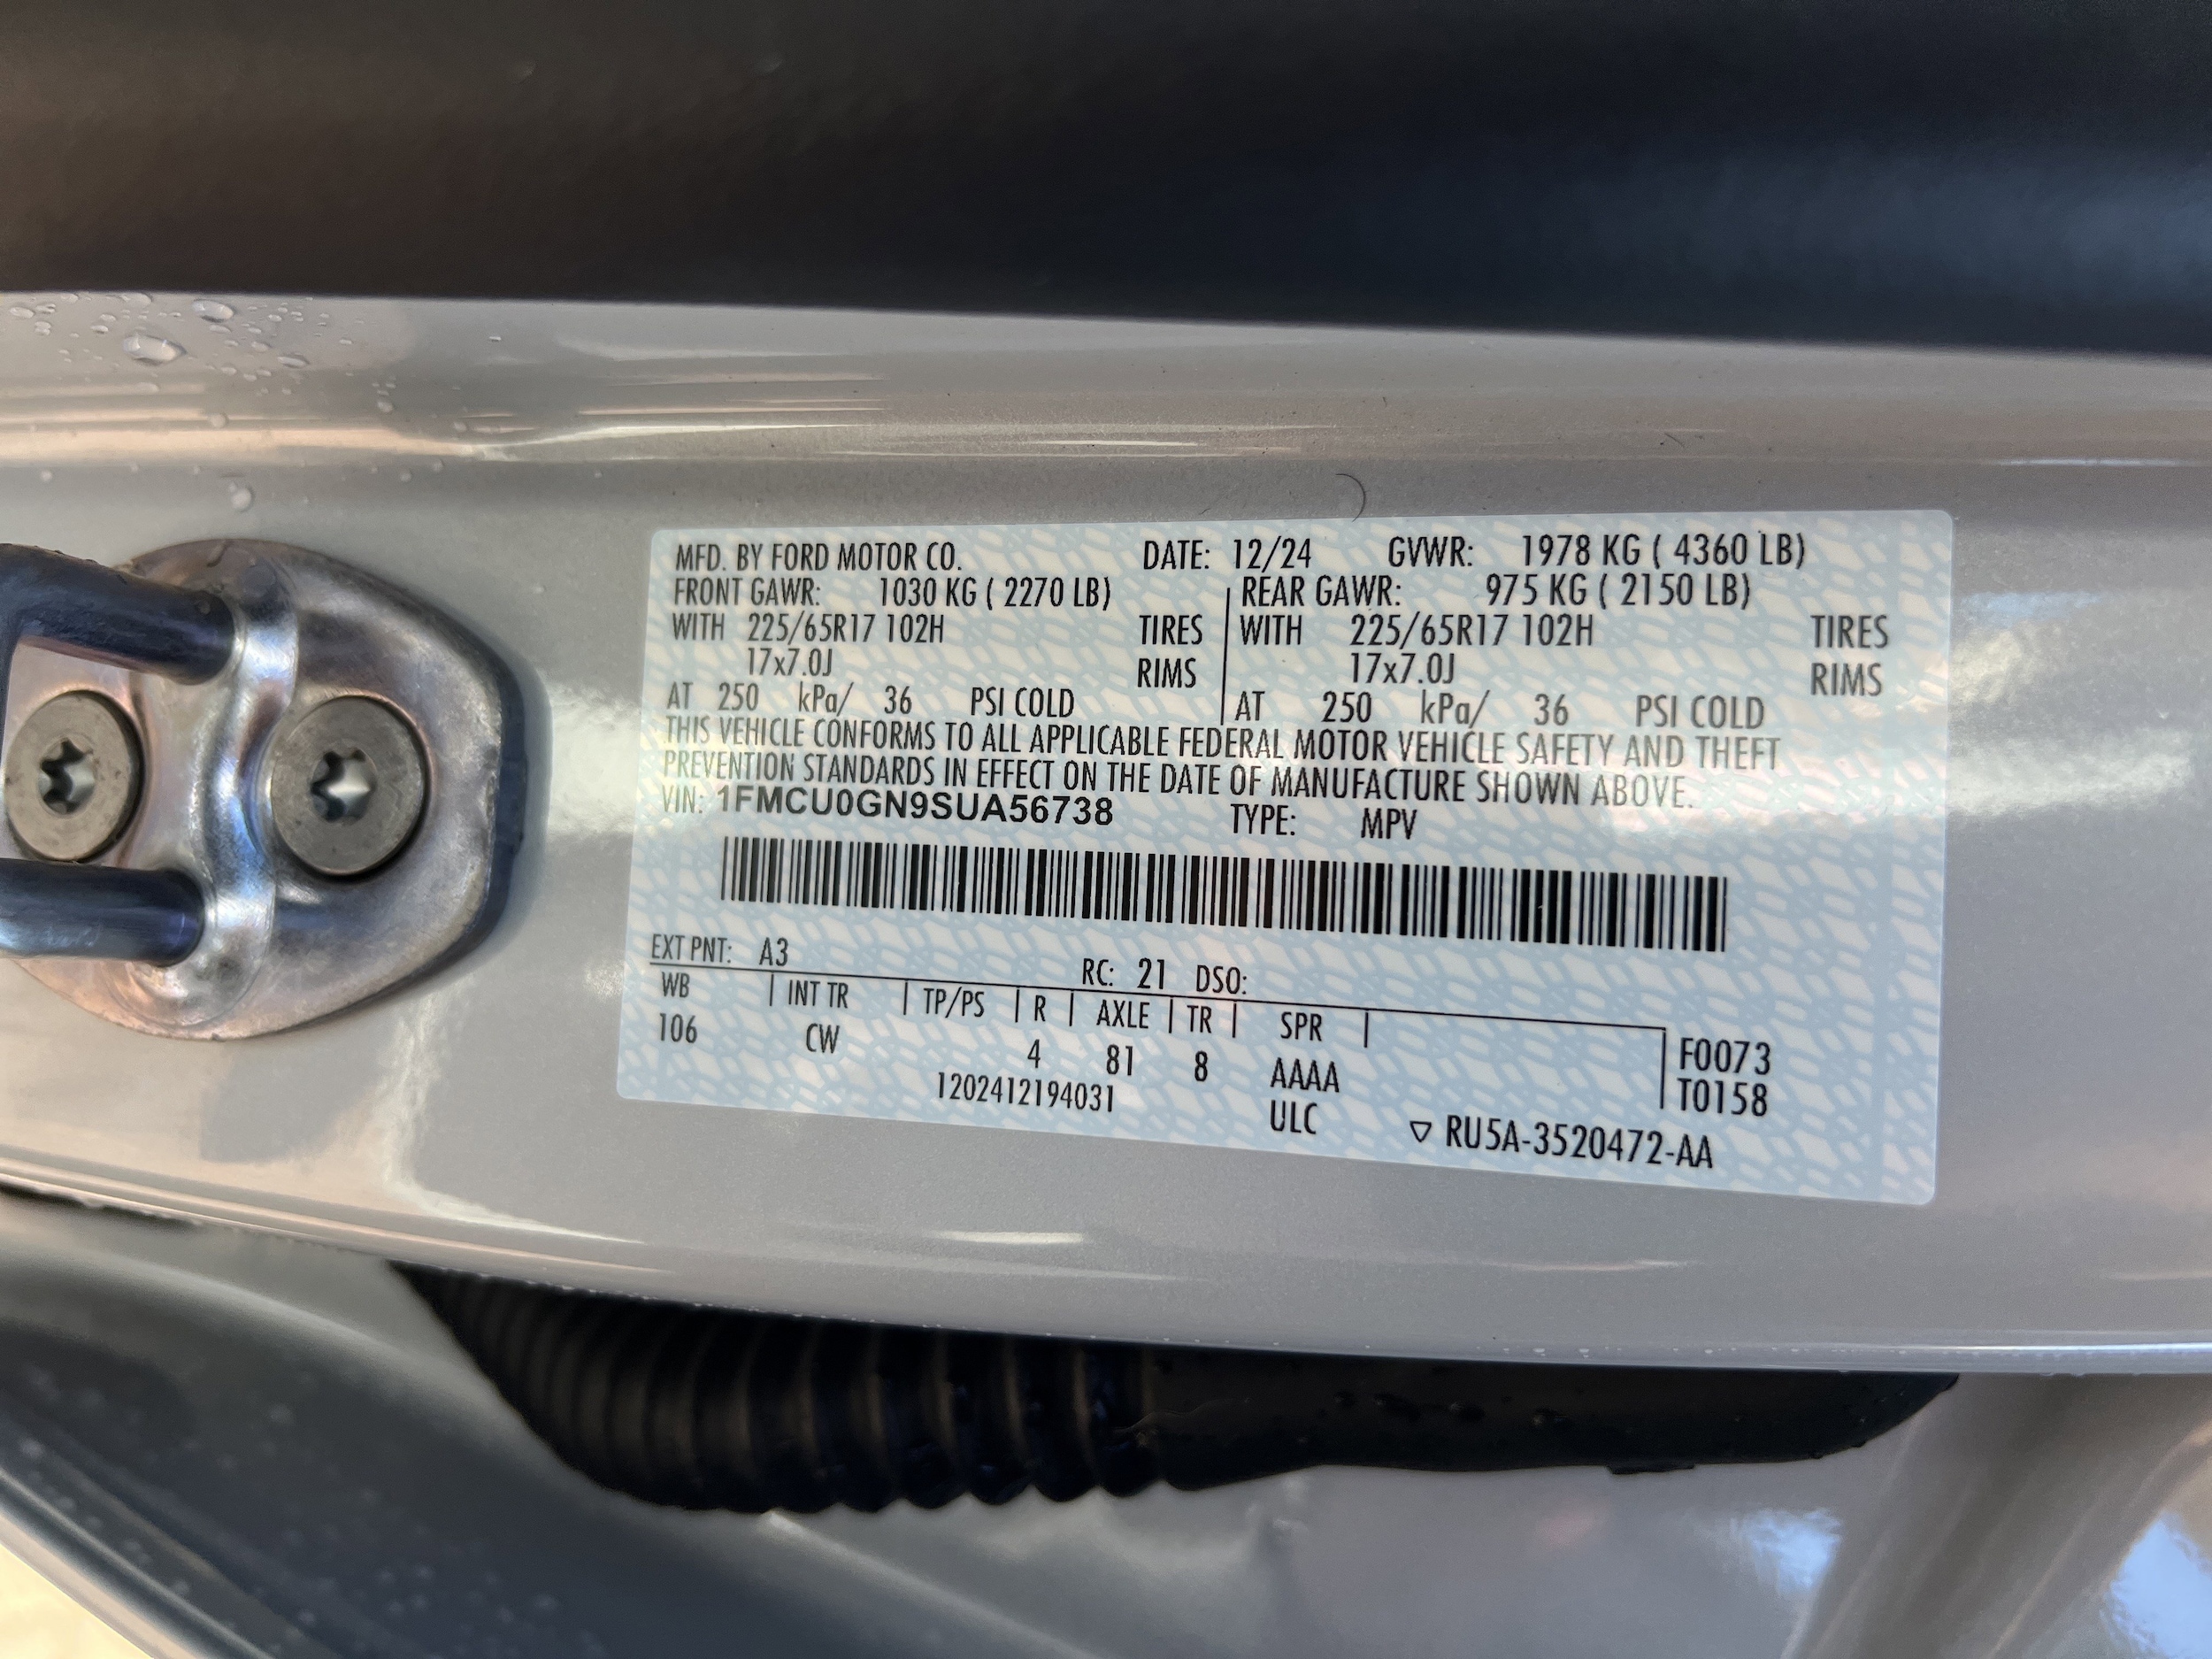 MFD. BY FORD MOTOR CO. DATE: 12/24 GVWR: 1978 KG ( 4360 LB)
FRONT GAWR: 1030 KG ( 2270 LB) REAR GAWR: 975 KG ( 2150 LB)
WITH 225/65R17 102H TIRES WITH 225/65R17 102H TIRES
17x7.0J RIMS 17x7.0J RIMS
AT 250 kPa/ 36 PSI COLD AT 250 kPa/ 36 PSI COLD
THIS VEHICLE CONFORMS TO ALL APPLICABLE FEDERAL MOTOR VEHICLE SAFETY AND THEFT
PREVENTION STANDARDS IN EFFECT ON THE DATE OF MANUFACTURE SHOWN ABOVE.
VIN: 1FMCU0GN9SUA56738 TYPE: MPV
EXT PNT: A3 RC: 21 DSO:
WB | INT TR | TP/PS | R | AXLE | TR | SPR |
106 CW 4 81 8 AAAA F0073
1202412194031 ULC T0158
▽ RU5A-3520472-AA